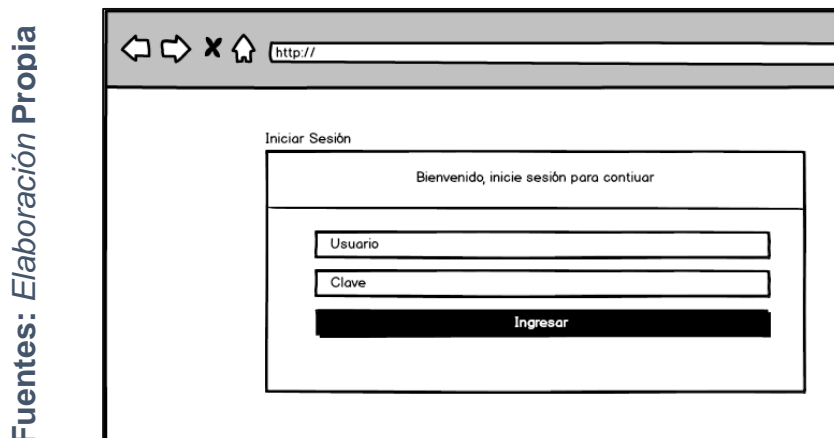 Fuentes: Elaboración Propia
http://
Iniciar Sesión
Bienvenido, inicie sesión para contiuar
Usuario
Clave
Ingresar